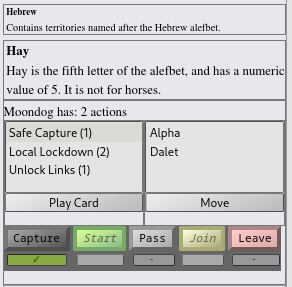 Hebrew
Contains territories named after the Hebrew alefbet.
Hay
Hay is the fifth letter of the alefbet, and has a numeric
value of 5. It is not for horses.
Moondog has: 2 actions
Safe Capture (1)
Local Lockdown (2)
Unlock Links (1)
Alpha
Dalet
Play Card
Move
Capture Start Pass Join Leave
✓ - -